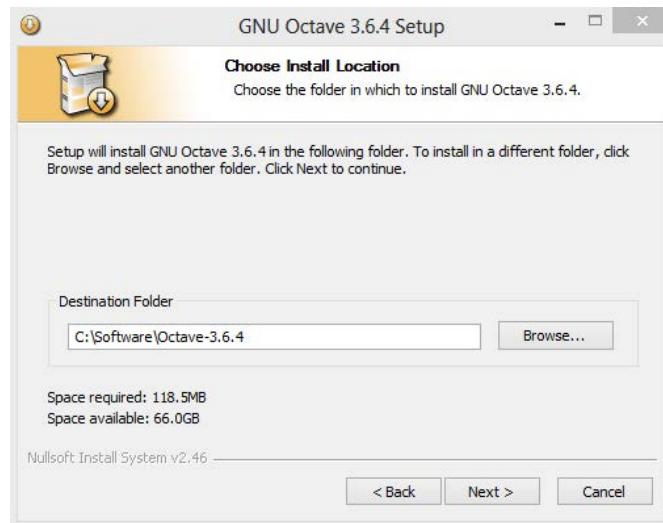 GNU Octave 3.6.4 Setup
Choose Install Location
Choose the folder in which to install GNU Octave 3.6.4.
Setup will install GNU Octave 3.6.4 in the following folder. To install in a different folder, click
Browse and select another folder. Click Next to continue.
Destination Folder
C:\Software\Octave-3.6.4
Browse...
Space required: 118.5MB
Space available: 66.0GB
Nullsoft Install System v2.46
< Back
Next >
Cancel